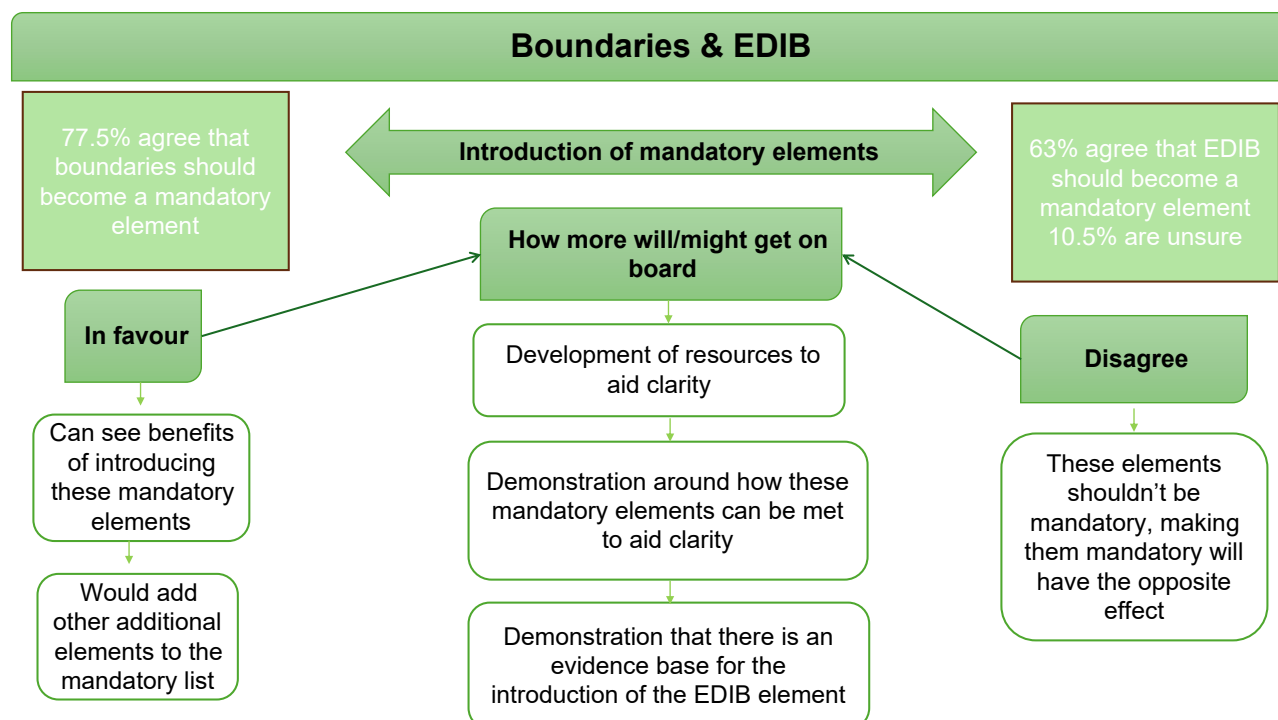 Boundaries & EDIB
77.5% agree that
boundaries should
become a mandatory
element
Introduction of mandatory elements
63% agree that EDIB
should become a
mandatory element
10.5% are unsure
How more will/might get on
board
In favour
Can see benefits
of introducing
these mandatory
elements
Would add
other additional
elements to the
mandatory list
Development of resources to
aid clarity
Demonstration around how these
mandatory elements can be met
to aid clarity
Demonstration that there is an
evidence base for the
introduction of the EDIB element
Disagree
These elements
shouldn’t be
mandatory, making
them mandatory will
have the opposite
effect